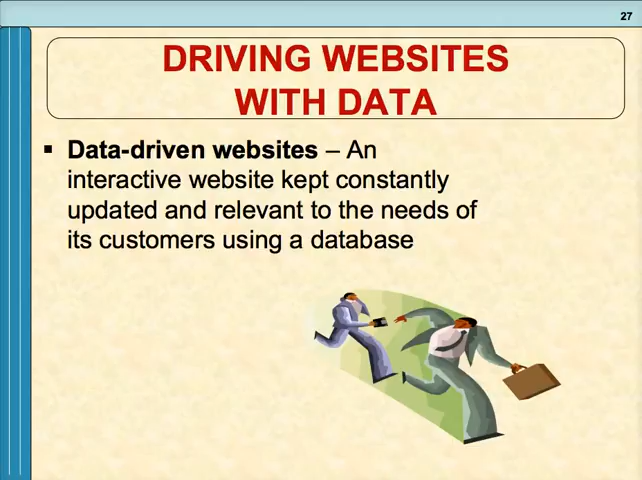 27
DRIVING WEBSITES
WITH DATA
▪ Data-driven websites – An
interactive website kept constantly
updated and relevant to the needs of
its customers using a database